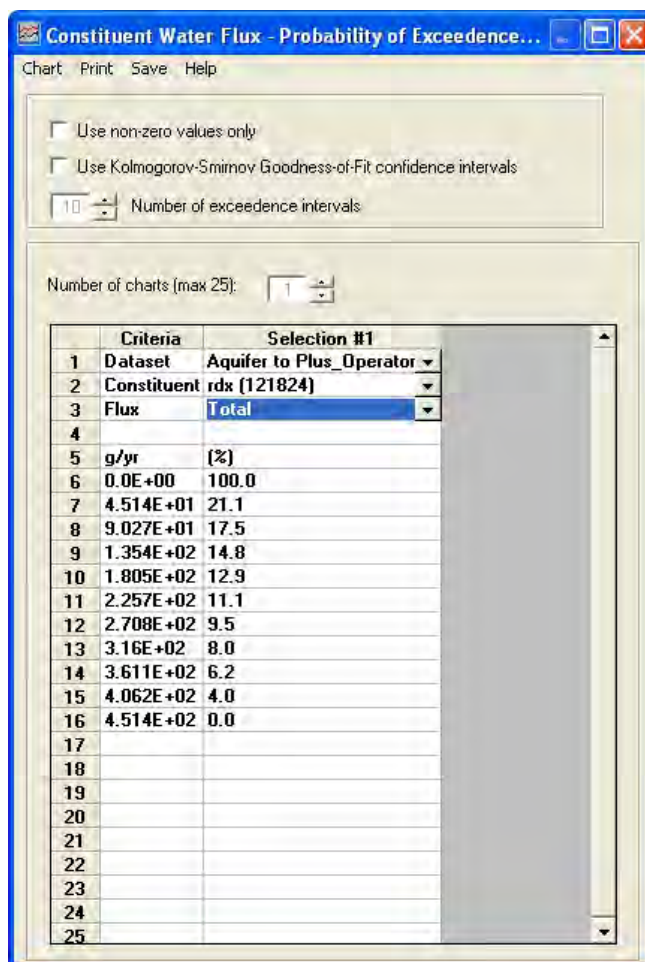 Constituent Water Flux - Probability of Exceedence...
Chart Print Save Help
Use non-zero values only
Use Kolmogorov-Smirnov Goodness-of-Fit confidence intervals
10 Number of exceedence intervals
Number of charts (max 25): 1
Criteria Selection #1
1 Dataset Aquifer to Plus_Operator
2 Constituent rdx (121824)
3 Flux Total
4
5 g/yr (%)
6 0.0E+00 100.0
7 4.514E+01 21.1
8 9.027E+01 17.5
9 1.354E+02 14.8
10 1.805E+02 12.9
11 2.257E+02 11.1
12 2.708E+02 9.5
13 3.16E+02 8.0
14 3.611E+02 6.2
15 4.062E+02 4.0
16 4.514E+02 0.0
17
18
19
20
21
22
23
24
25